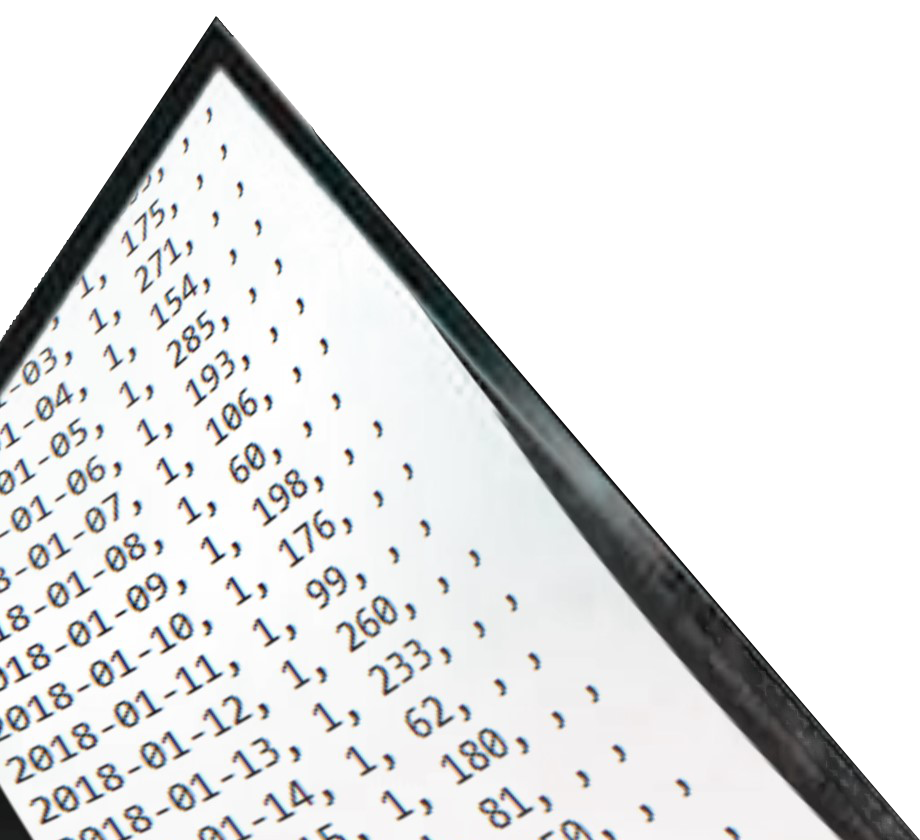 , , ,
, 1, 175, , ,
-03, 1, 271, , ,
1-04, 1, 154, , ,
01-05, 1, 285, , ,
-01-06, 1, 193, , ,
-01-07, 1, 106, , ,
18-01-08, 1, 60, , ,
018-01-09, 1, 198, , ,
2018-01-10, 1, 176, , ,
2018-01-11, 1, 99, , ,
2018-01-12, 1, 260, , ,
018-01-13, 1, 233, , ,
01-14, 1, 62, , ,
5, 1, 180, , ,
, 81, , ,
0, , ,